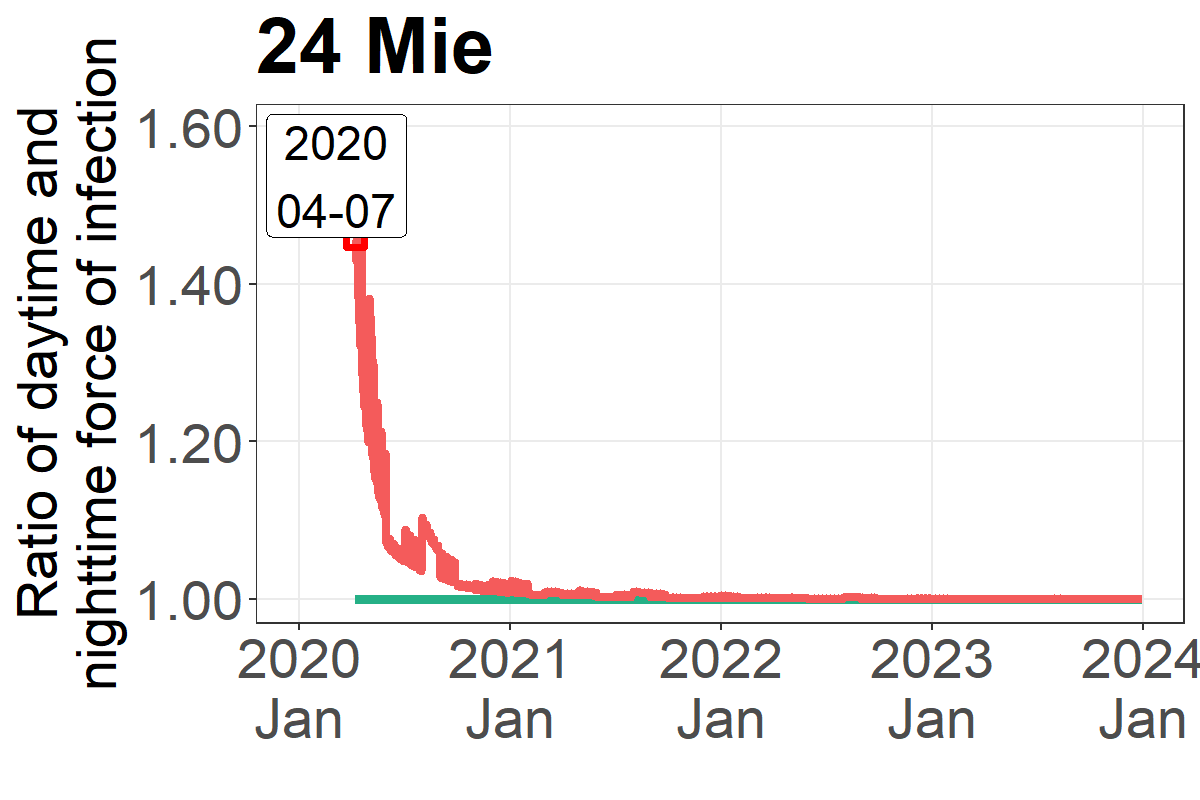 24 Mie
Ratio of daytime and
nighttime force of infection
1.60
1.40
1.20
1.00
2020
04-07
2020
Jan
2021
Jan
2022
Jan
2023
Jan
2024
Jan